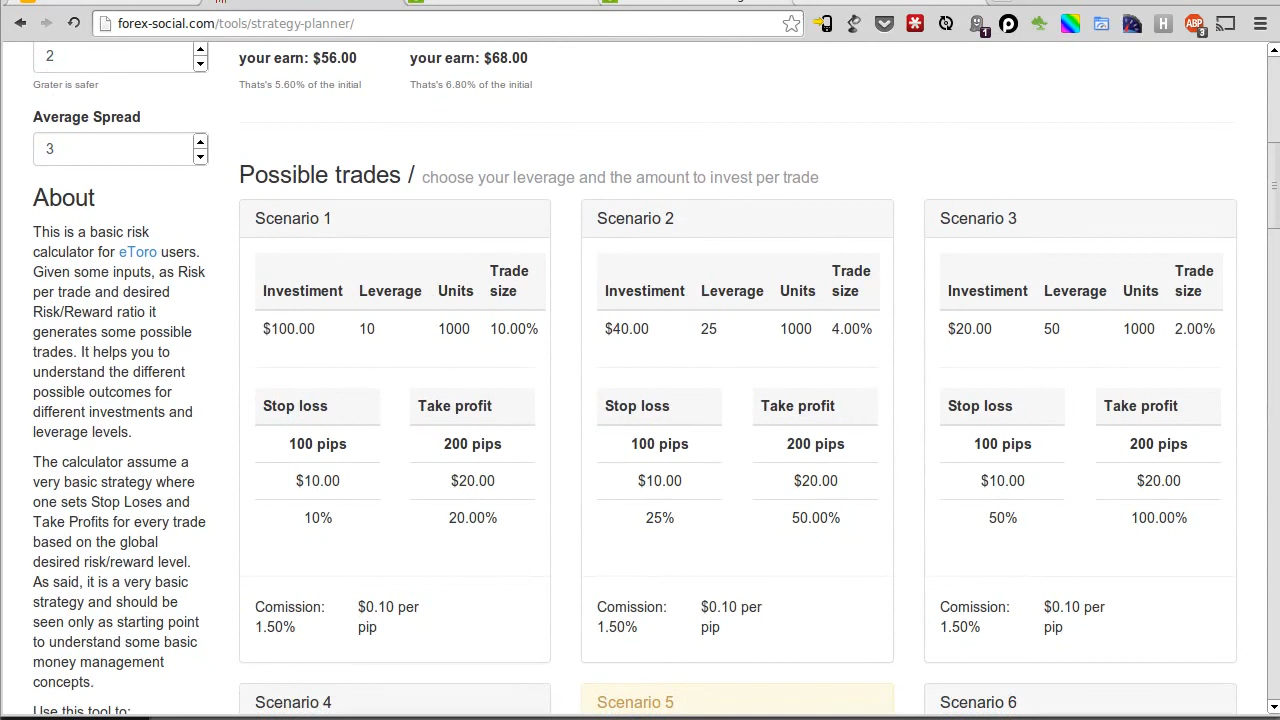 forex-social.com/tools/strategy-planner/
1
H
ABP
3
2
Grater is safer
Average Spread
3
About
This is a basic risk
calculator for eToro users.
Given some inputs, as Risk
per trade and desired
Risk/Reward ratio it
generates some possible
trades. It helps you to
understand the different
possible outcomes for
different investments and
leverage levels.
The calculator assume a
very basic strategy where
one sets Stop Loses and
Take Profits for every trade
based on the global
desired risk/reward level.
As said, it is a very basic
strategy and should be
seen only as starting point
to understand some basic
money management
concepts.
Use this tool to:
your earn: $56.00
Thats's 5.60% of the initial
your earn: $68.00
Thats's 6.80% of the initial
Possible trades / choose your leverage and the amount to invest per trade
Scenario 1
Investiment Leverage Units Trade size
$100.00 10 1000 10.00%
Stop loss Take profit
100 pips 200 pips
$10.00 $20.00
10% 20.00%
Comission: $0.10 per
1.50% pip
Scenario 2
Investiment Leverage Units Trade size
$40.00 25 1000 4.00%
Stop loss Take profit
100 pips 200 pips
$10.00 $20.00
25% 50.00%
Comission: $0.10 per
1.50% pip
Scenario 3
Investiment Leverage Units Trade size
$20.00 50 1000 2.00%
Stop loss Take profit
100 pips 200 pips
$10.00 $20.00
50% 100.00%
Comission: $0.10 per
1.50% pip
Scenario 4
Scenario 5
Scenario 6